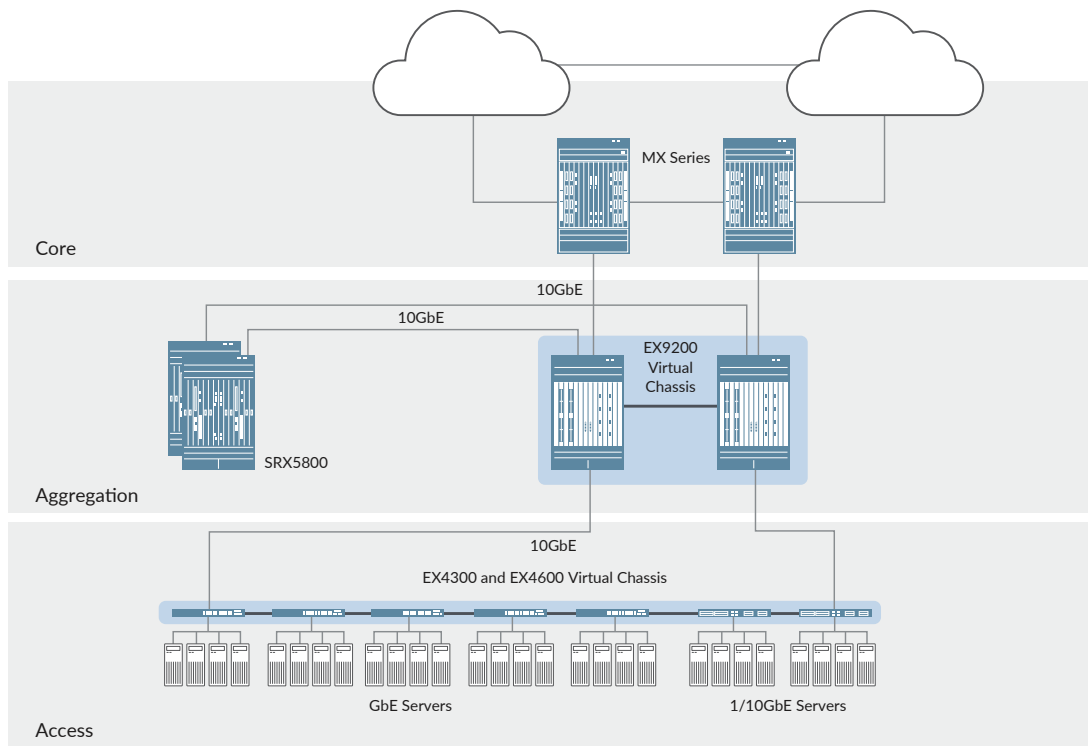 MX Series
Core
10GbE
10GbE
EX9200
Virtual
Chassis
SRX5800
Aggregation
10GbE
EX4300 and EX4600 Virtual Chassis
GbE Servers
1/10GbE Servers
Access